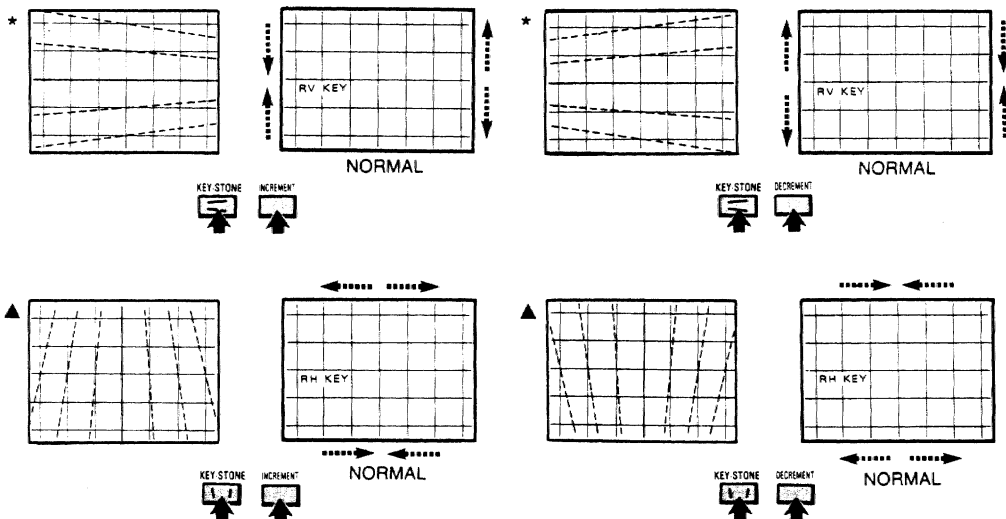 *
RV KEY
NORMAL
KEY-STONE INCREMENT
*
RV KEY
NORMAL
KEY-STONE DECREMENT
▲
RH KEY
NORMAL
KEY-STONE INCREMENT
▲
RH KEY
NORMAL
KEY-STONE DECREMENT